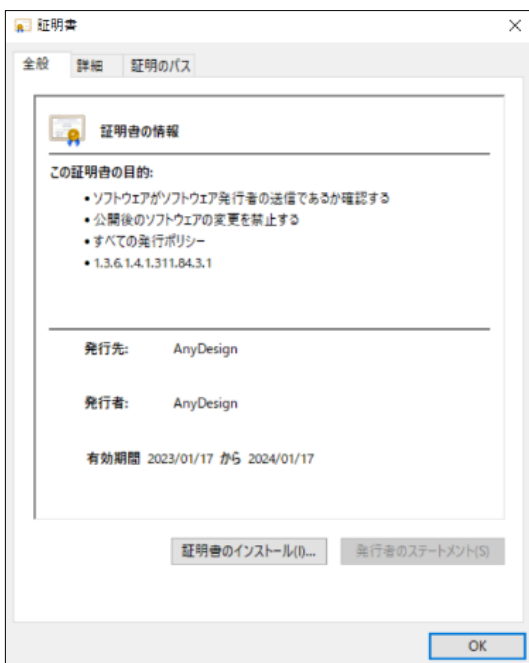 証明書
全般 詳細 証明のパス
証明書の情報
この証明書の目的:
• ソフトウェアがソフトウェア発行者の送信であるか確認する
• 公開後のソフトウェアの変更を禁止する
• すべての発行ポリシー
• 1.3.6.1.4.1.311.84.3.1
発行先: AnyDesign
発行者: AnyDesign
有効期間 2023/01/17 から 2024/01/17
証明書のインストール(I)... 発行者のステートメント(S)
OK